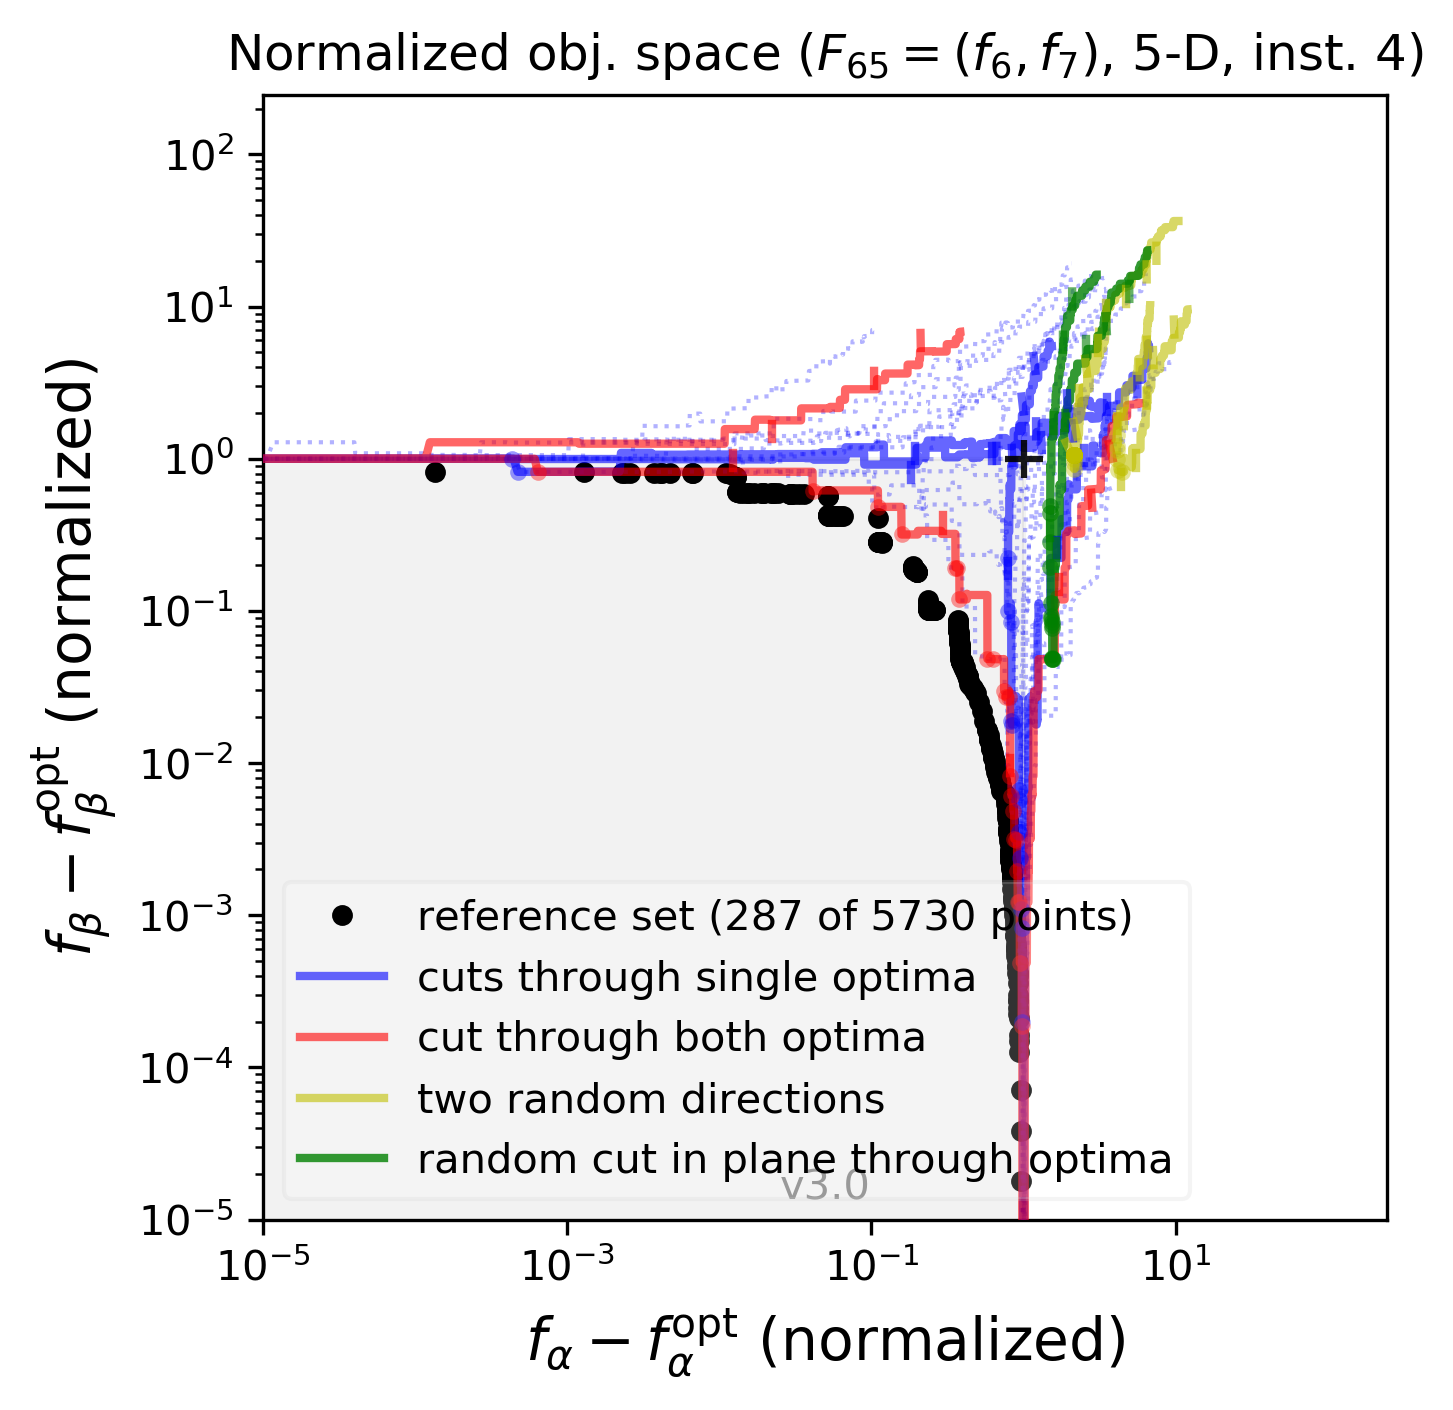 Normalized obj. space (F₆₅ = (f₆, f₇), 5-D, inst. 4)
10²
10¹
10⁰
10⁻¹
10⁻²
10⁻³
10⁻⁴
10⁻⁵
f_β − f_β^opt (normalized)
reference set (287 of 5730 points)
cuts through single optima
cut through both optima
two random directions
random cut in plane through optima
v3.0
10⁻⁵ 10⁻³ 10⁻¹ 10¹
f_α − f_α^opt (normalized)